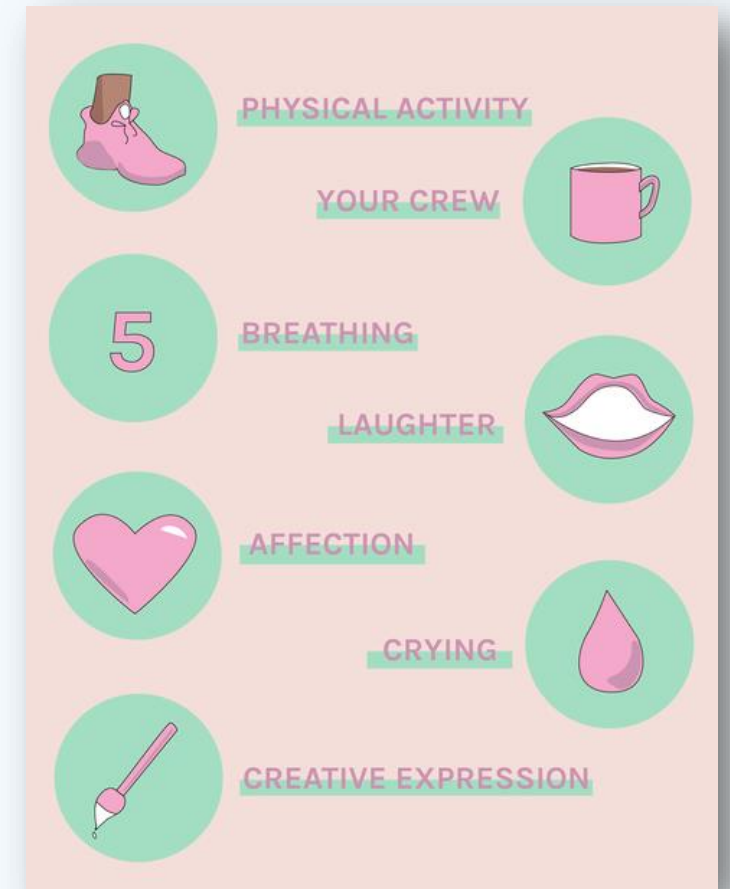 PHYSICAL ACTIVITY
YOUR CREW
5
BREATHING
LAUGHTER
AFFECTION
CRYING
CREATIVE EXPRESSION